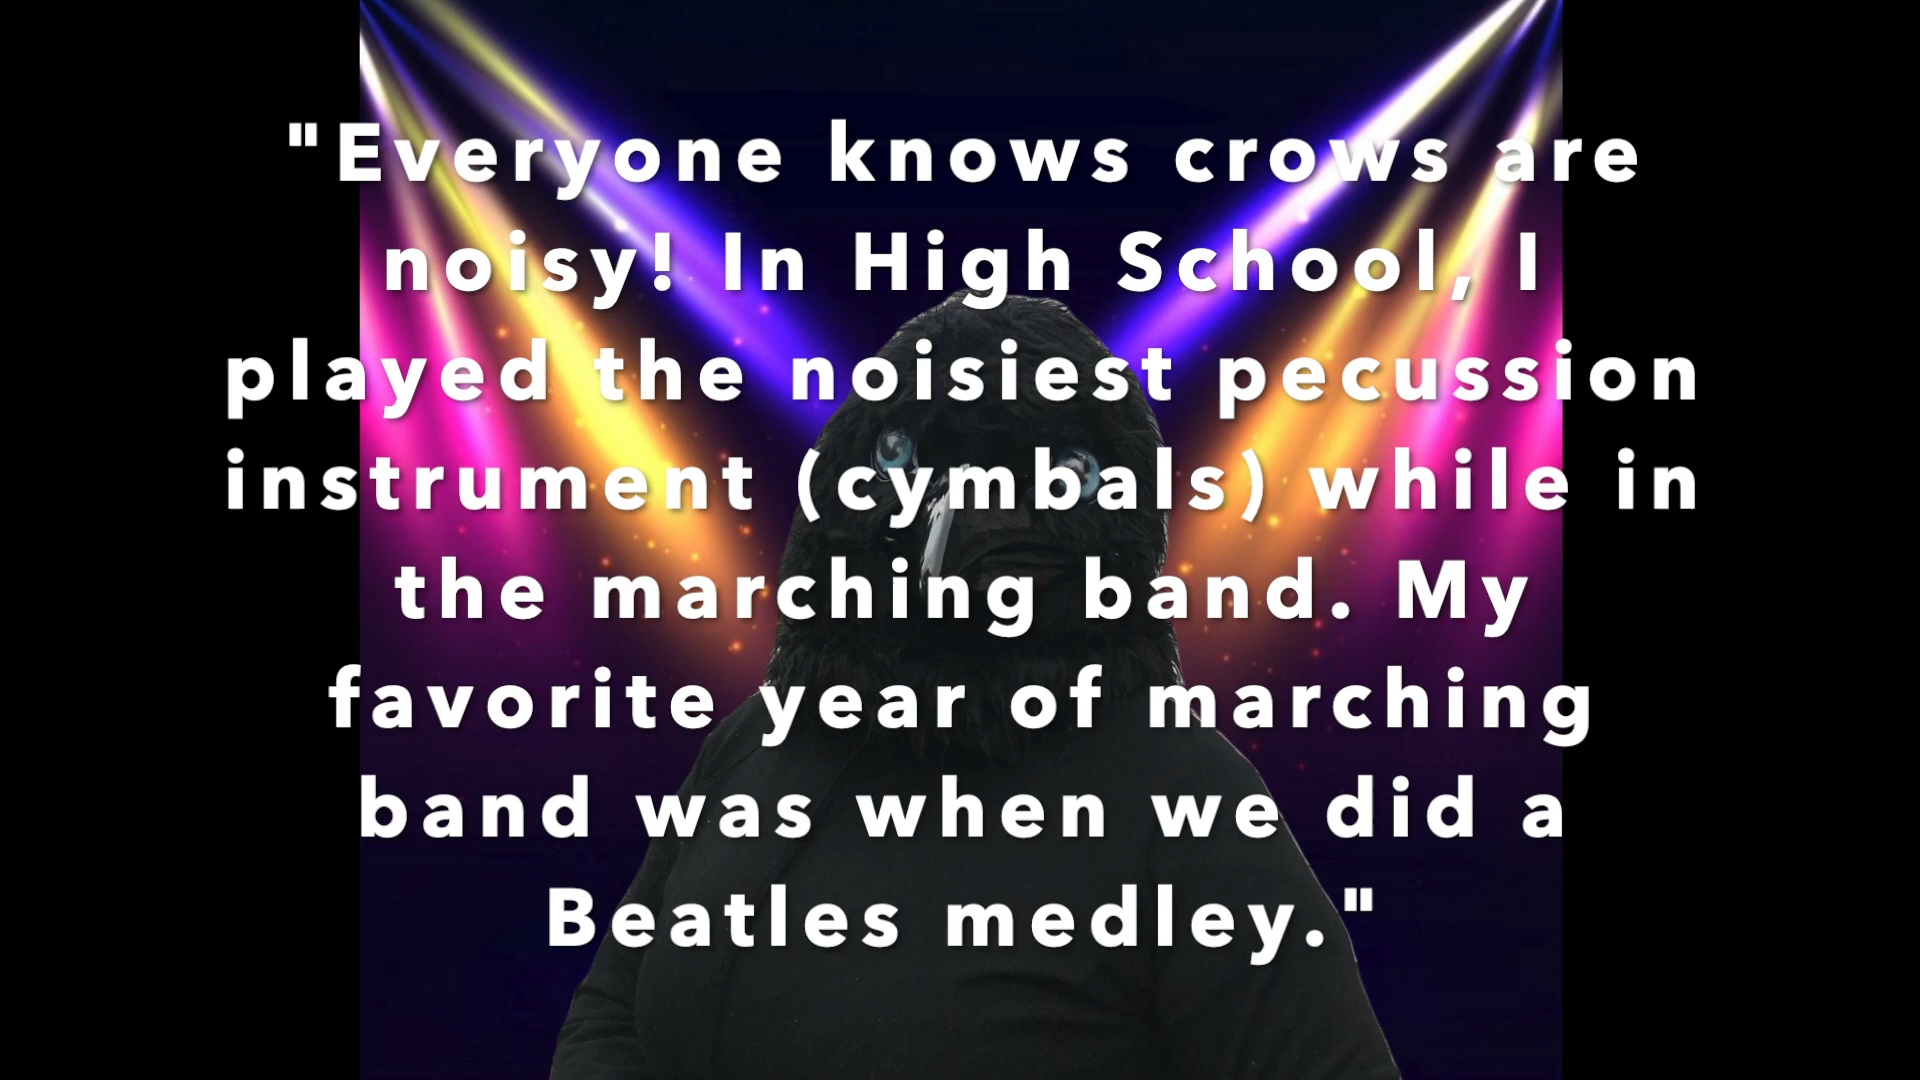 "Everyone knows crows are
noisy! In High School, I
played the noisiest pecussion
instrument (cymbals) while in
the marching band. My
favorite year of marching
band was when we did a
Beatles medley."